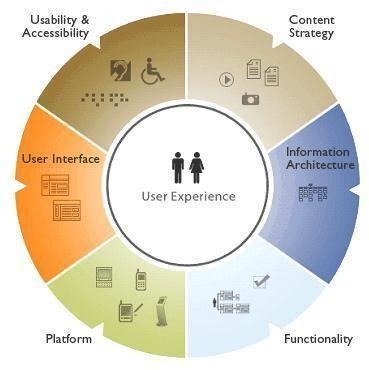 Usability &
Accessibility
Content
Strategy
User Interface
Information
Architecture
User Experience
Platform
Functionality